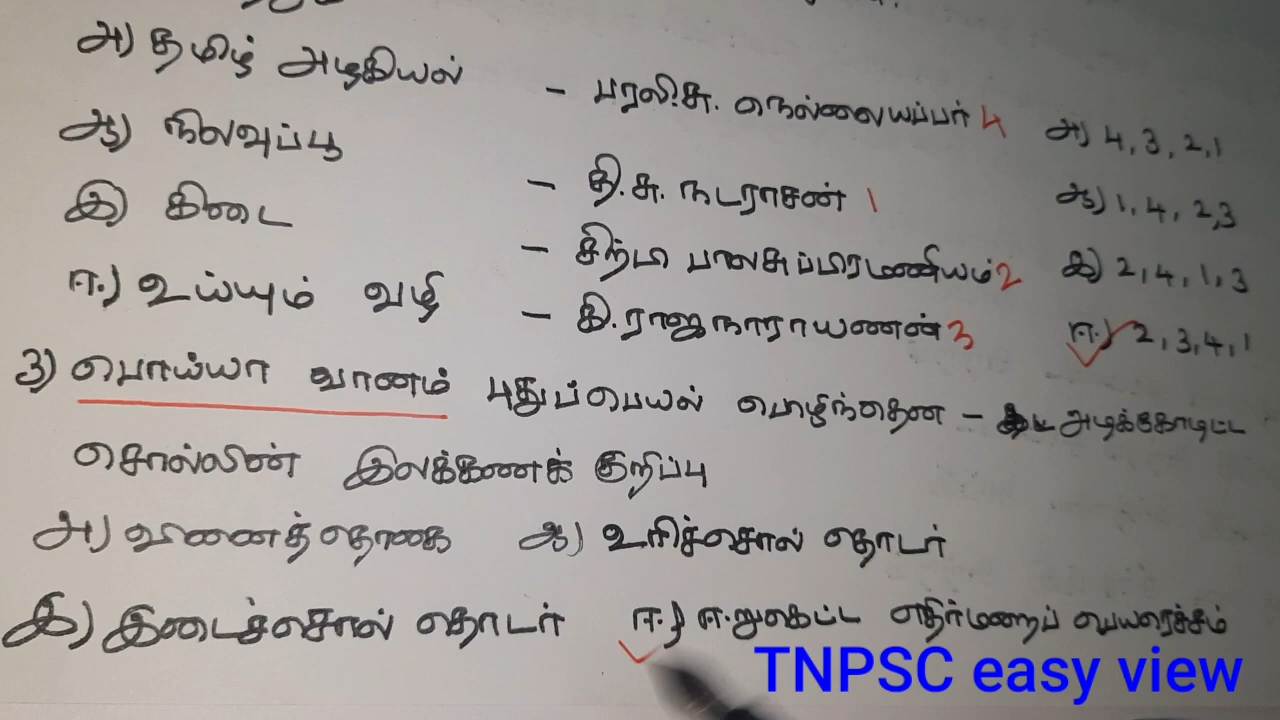 அ) தமிழ் அழகியல் - பரலி.சு. நெல்லையப்பர் 4 அ) 4, 3, 2, 1
ஆ) நிலவுப்பூ - தி.சு. நடராசன் 1 ஆ) 1, 4, 2, 3
இ) கிடை - சிற்பி பாலசுப்பிரமணியம் 2 இ) 2, 4, 1, 3
ஈ.) உய்யும் வழி - கி.ராஜநாராயணன் 3 ஈ.) 2, 3, 4, 1
3) பொய்யா வானம் புதுப்பெயல் பொழிந்தென - அடிக்கோடிட்ட
சொல்லின் இலக்கணக் குறிப்பு
அ) வினைத்தொகை ஆ) உரிச்சொல் தொடர்
இ) இடைச்சொல் தொடர் ஈ.) ஈ.றுகெட்ட எதிர்மறைப் பெயரெச்சம்
TNPSC easy view